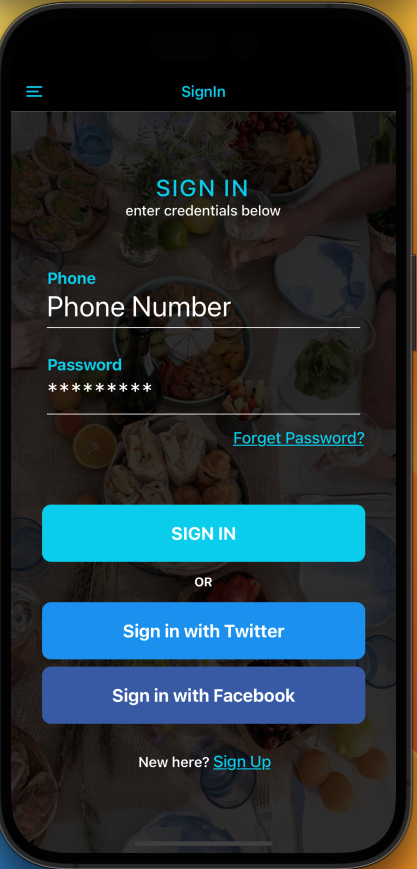 SignIn
SIGN IN
enter credentials below
Phone
Phone Number
Password
*********
Forget Password?
SIGN IN
OR
Sign in with Twitter
Sign in with Facebook
New here? Sign Up